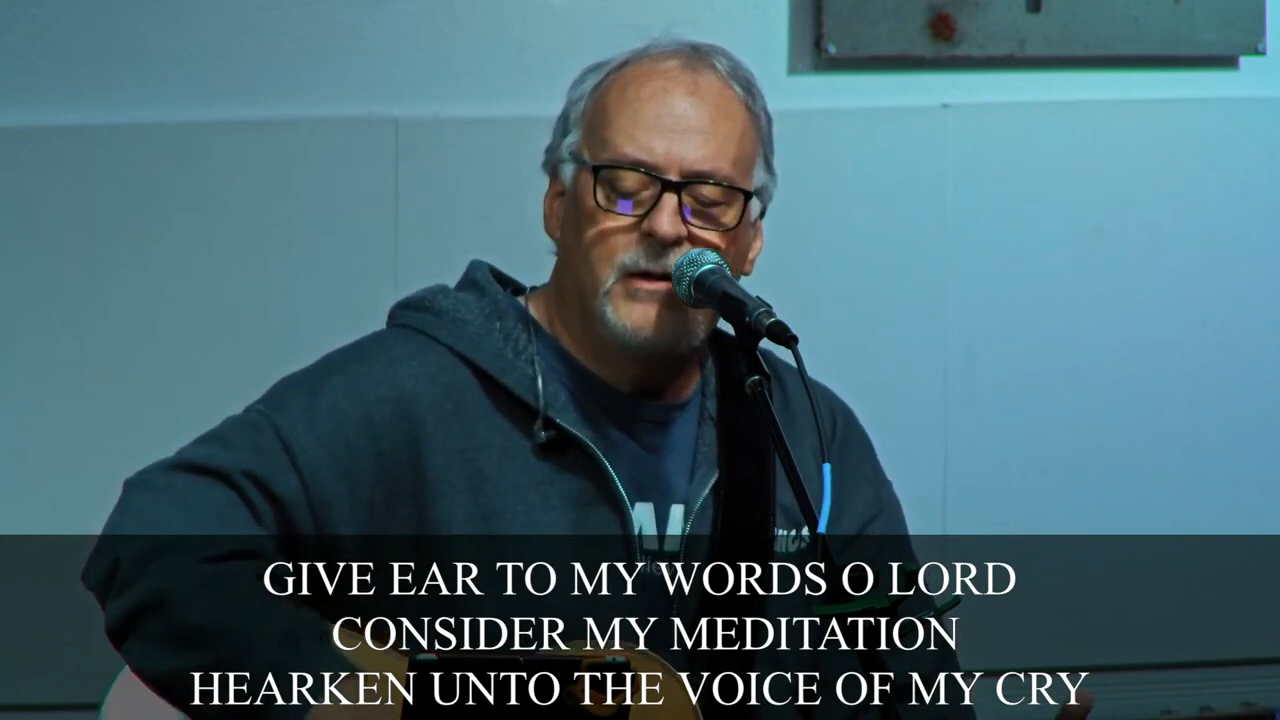 GIVE EAR TO MY WORDS O LORD
CONSIDER MY MEDITATION
HEARKEN UNTO THE VOICE OF MY CRY